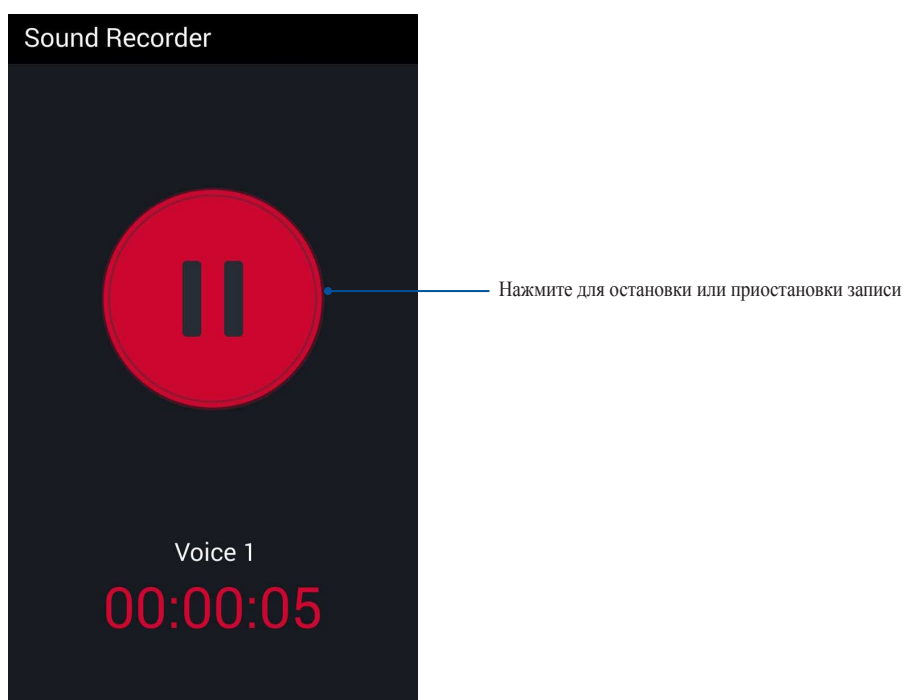 Sound Recorder
Нажмите для остановки или приостановки записи
Voice 1
00:00:05